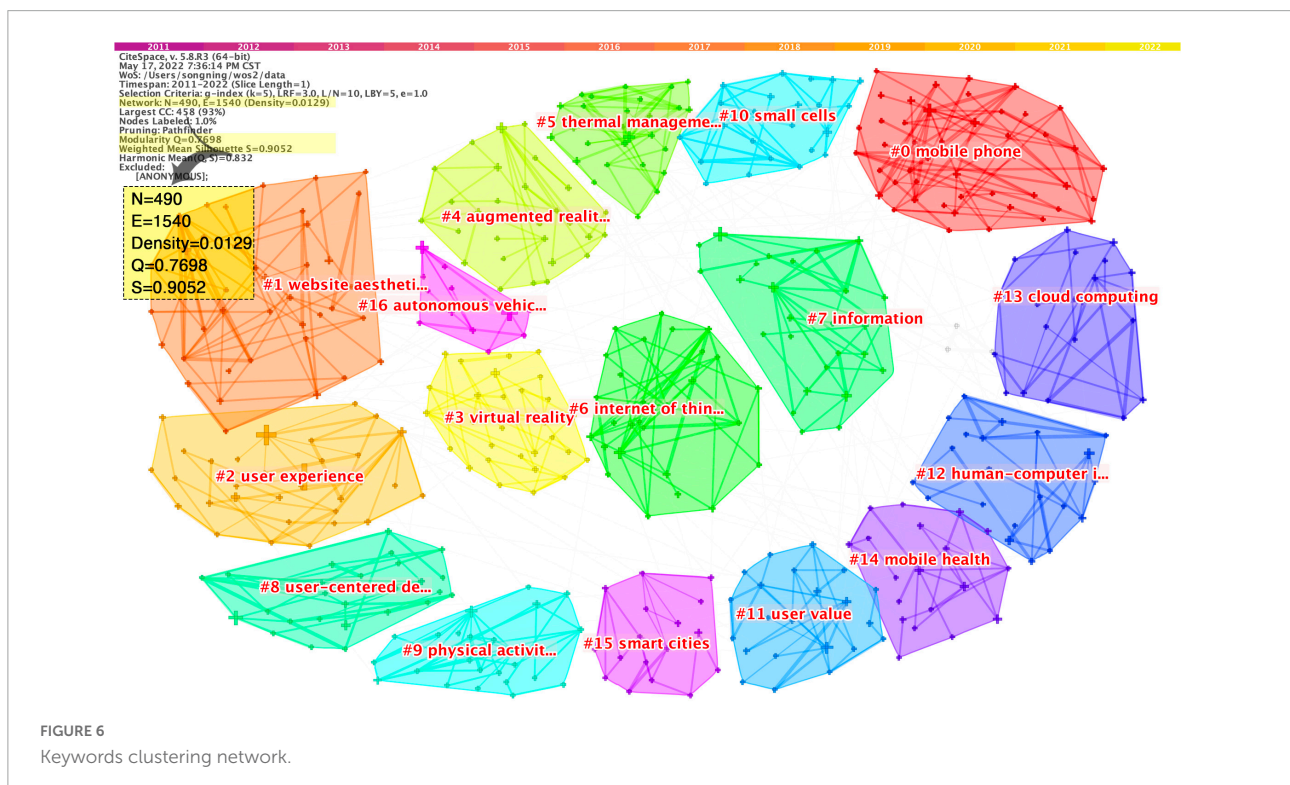 2011 2012 2013 2014 2015 2016 2017 2018 2019 2020 2021 2022
CiteSpace, v. 5.8.R3 (64-bit)
May 17, 2022 7:36:14 PM CST
WoS: /Users/songning/wos2/data
Timespan: 2011-2022 (Slice Length=1)
Selection Criteria: g-index (k=5), LRF=3.0, L/N=10, LBY=5, e=1.0
Network: N=490, E=1540 (Density=0.0129)
Largest CC: 458 (93%)
Nodes Labeled: 1.0%
Pruning: Pathfinder
Modularity Q=0.7698
Weighted Mean Silhouette S=0.9052
Harmonic Mean(Q, S)=0.832
Excluded:
[ANONYMOUS];
N=490
E=1540
Density=0.0129
Q=0.7698
S=0.9052
#5 thermal manageme...
#10 small cells
#0 mobile phone
#4 augmented realit...
#1 website aestheti...
#16 autonomous vehic...
#13 cloud computing
#7 information
#3 virtual reality
#6 internet of thin...
#2 user experience
#12 human-computer i...
#14 mobile health
#8 user-centered de...
#11 user value
#15 smart cities
#9 physical activit...
FIGURE 6
Keywords clustering network.